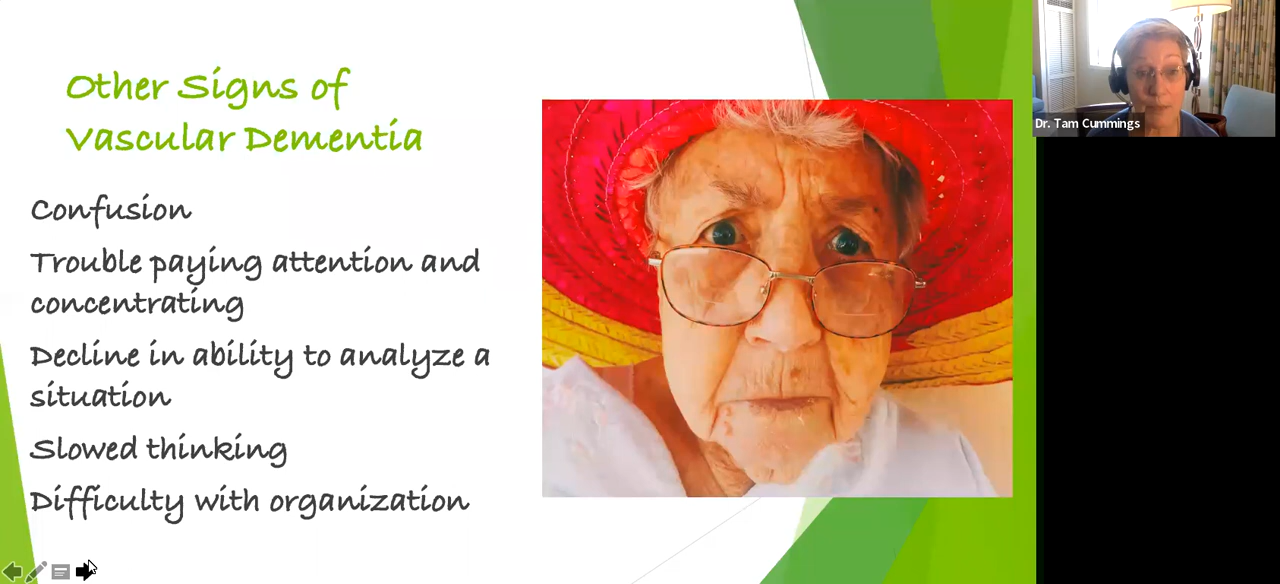 Other Signs of
Vascular Dementia
Confusion
Trouble paying attention and
concentrating
Decline in ability to analyze a
situation
Slowed thinking
Difficulty with organization
Dr. Tam Cummings